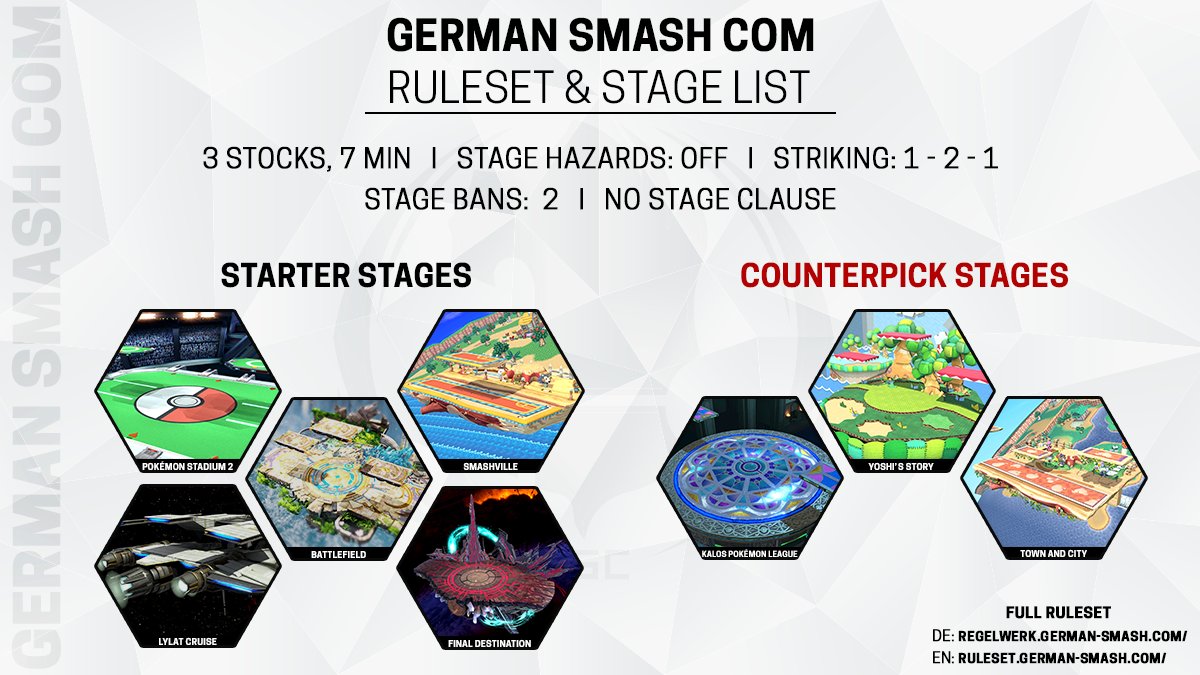 GERMAN SMASH COM
GERMAN SMASH COM
RULESET & STAGE LIST
3 STOCKS, 7 MIN I STAGE HAZARDS: OFF I STRIKING: 1 - 2 - 1
STAGE BANS: 2 I NO STAGE CLAUSE
STARTER STAGES
POKÉMON STADIUM 2
SMASHVILLE
BATTLEFIELD
LYLAT CRUISE
FINAL DESTINATION
COUNTERPICK STAGES
YOSHI'S STORY
KALOS POKÉMON LEAGUE
TOWN AND CITY
FULL RULESET
DE: REGELWERK.GERMAN-SMASH.COM/
EN: RULESET.GERMAN-SMASH.COM/